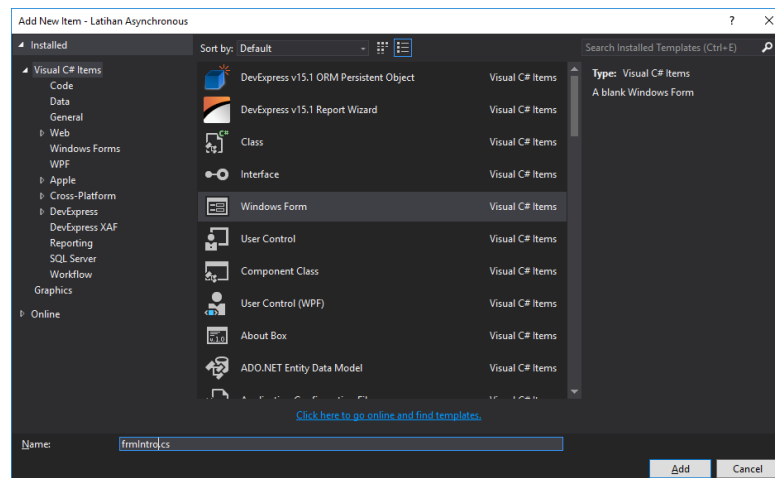 Add New Item - Latihan Asynchronous
Installed
Sort by: Default
Search Installed Templates (Ctrl+E)
Visual C# Items
Code
Data
General
Web
Windows Forms
WPF
Apple
Cross-Platform
DevExpress
DevExpress XAF
Reporting
SQL Server
Workflow
Graphics
Online
DevExpress v15.1 ORM Persistent Object Visual C# Items
DevExpress v15.1 Report Wizard Visual C# Items
Class Visual C# Items
Interface Visual C# Items
Windows Form Visual C# Items
User Control Visual C# Items
Component Class Visual C# Items
User Control (WPF) Visual C# Items
About Box Visual C# Items
ADO.NET Entity Data Model Visual C# Items
Type: Visual C# Items
A blank Windows Form
Click here to go online and find templates.
Name: frmIntro.cs
Add Cancel